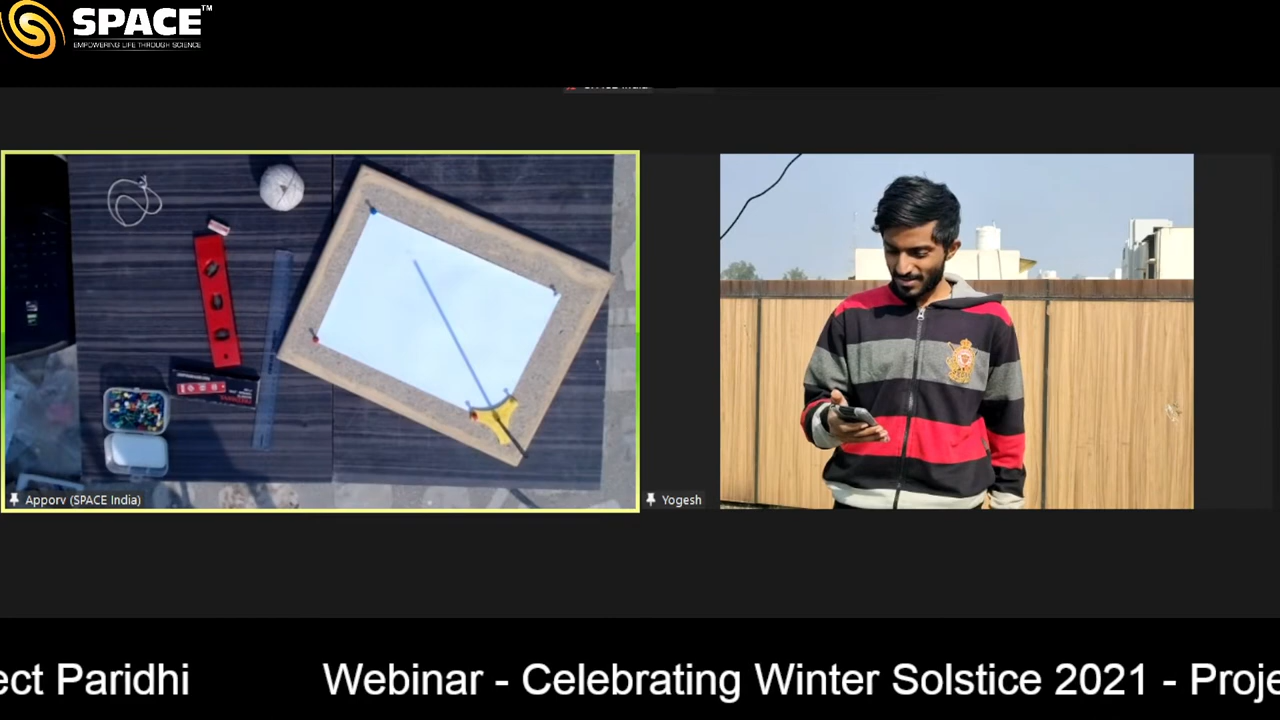 SPACE™
EMPOWERING LIFE THROUGH SCIENCE
Apporv (SPACE India)
Yogesh
ect Paridhi
Webinar - Celebrating Winter Solstice 2021 - Proje